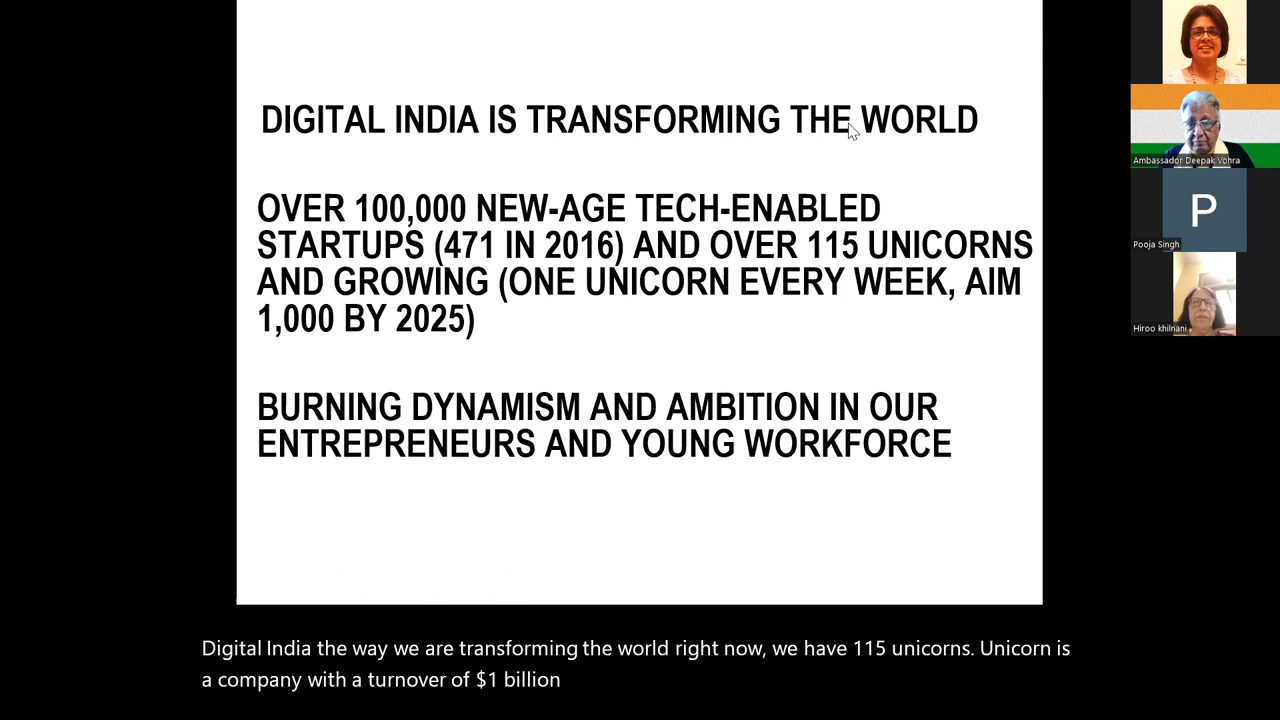 DIGITAL INDIA IS TRANSFORMING THE WORLD
OVER 100,000 NEW-AGE TECH-ENABLED
STARTUPS (471 IN 2016) AND OVER 115 UNICORNS
AND GROWING (ONE UNICORN EVERY WEEK, AIM
1,000 BY 2025)
BURNING DYNAMISM AND AMBITION IN OUR
ENTREPRENEURS AND YOUNG WORKFORCE
Ambassador Deepak Vohra
P
Pooja Singh
Hiroo khilnani
Digital India the way we are transforming the world right now, we have 115 unicorns. Unicorn is
a company with a turnover of $1 billion